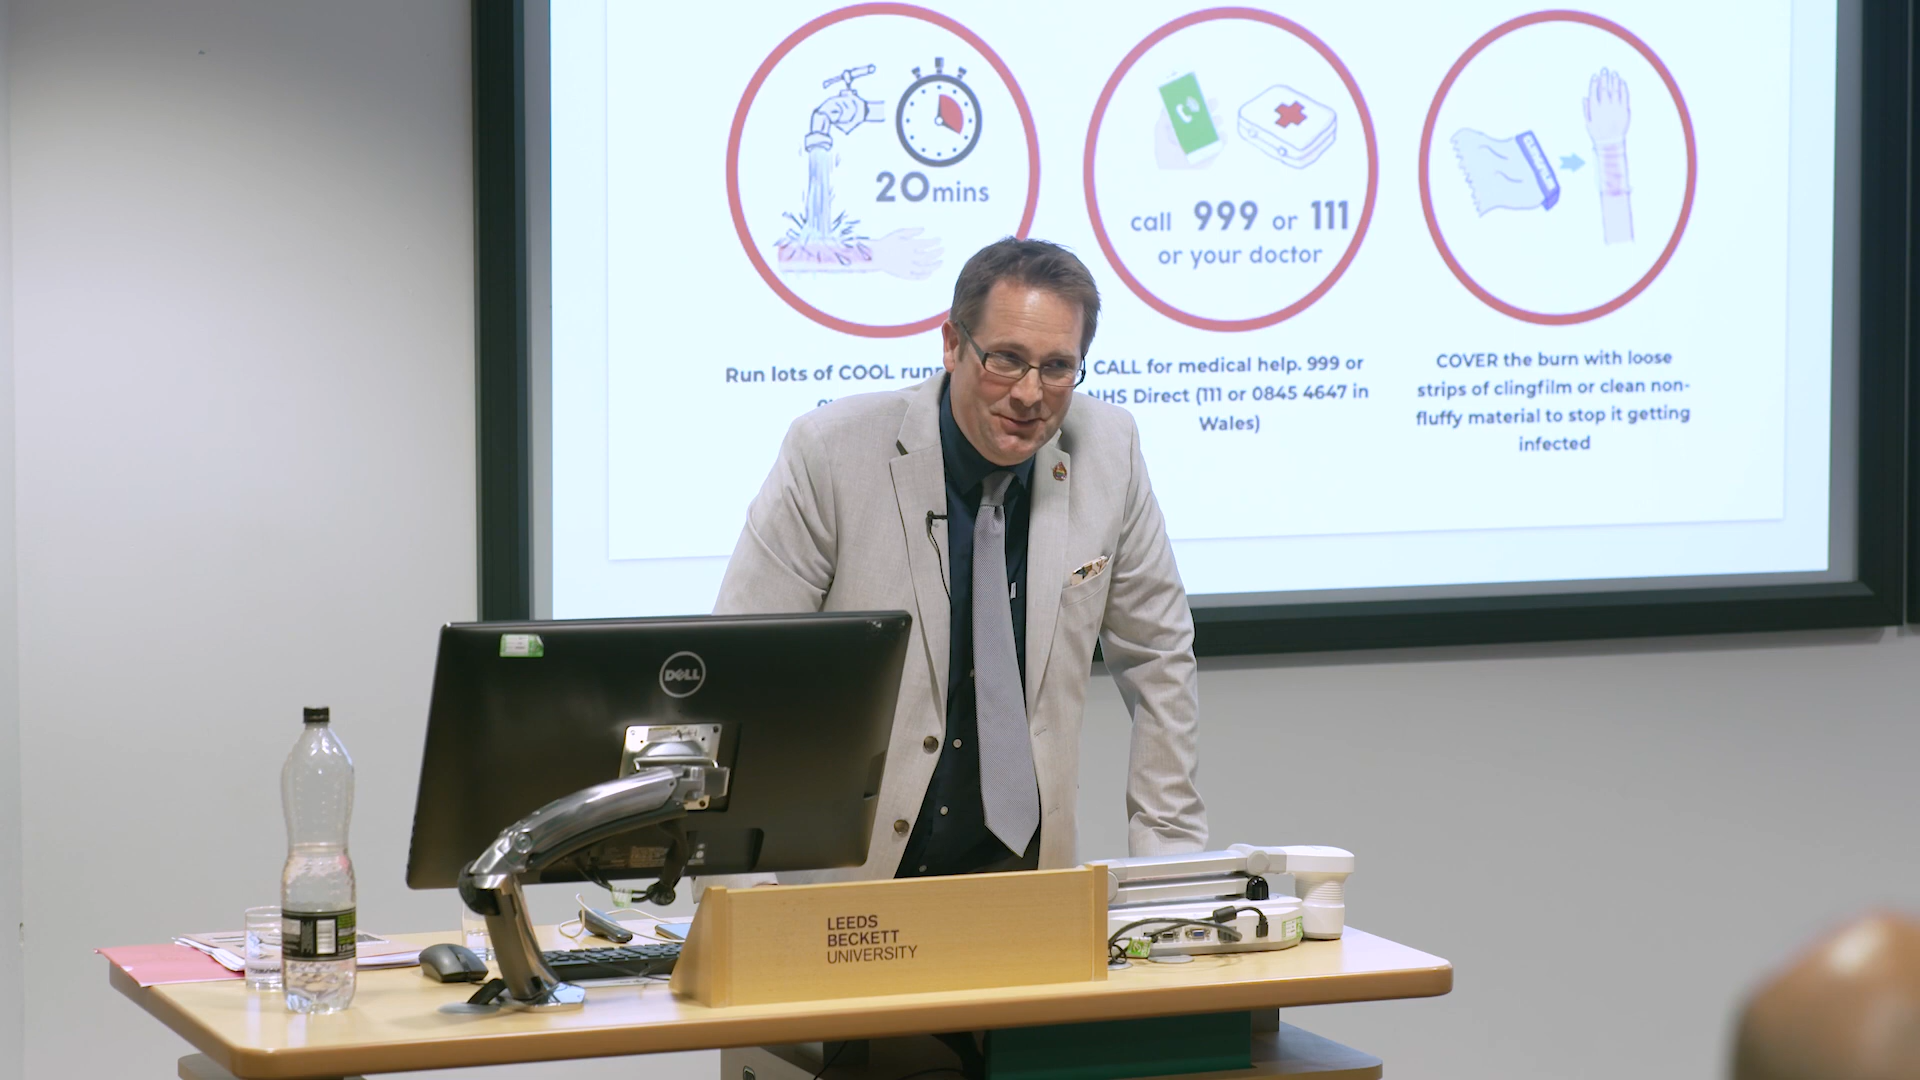 20 mins
call 999 or 111
or your doctor
Run lots of COOL
CALL for medical help. 999 or
NHS Direct (111 or 0845 4647 in
Wales)
COVER the burn with loose
strips of clingfilm or clean non-
fluffy material to stop it getting
infected
DELL
LEEDS
BECKETT
UNIVERSITY